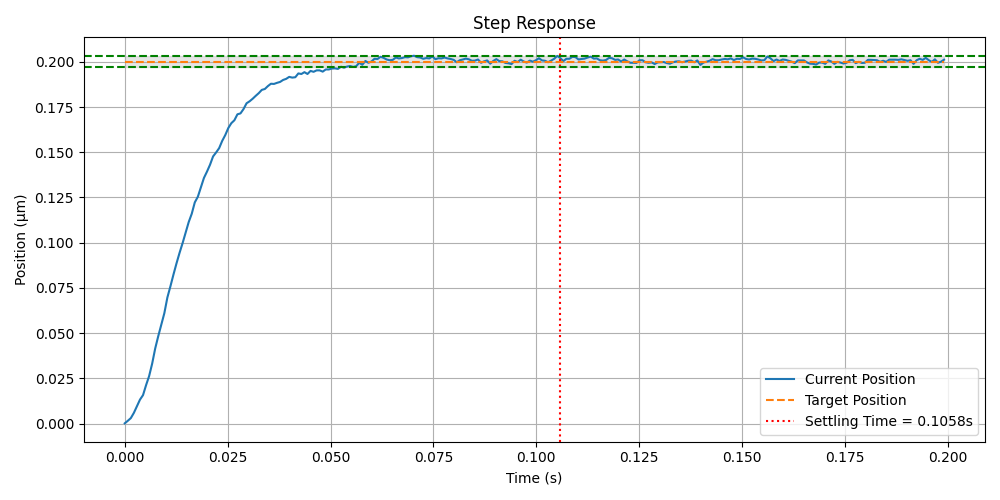 Step Response
Position (µm)
0.200
0.175
0.150
0.125
0.100
0.075
0.050
0.025
0.000
Current Position
Target Position
Settling Time = 0.1058s
0.000 0.025 0.050 0.075 0.100 0.125 0.150 0.175 0.200
Time (s)